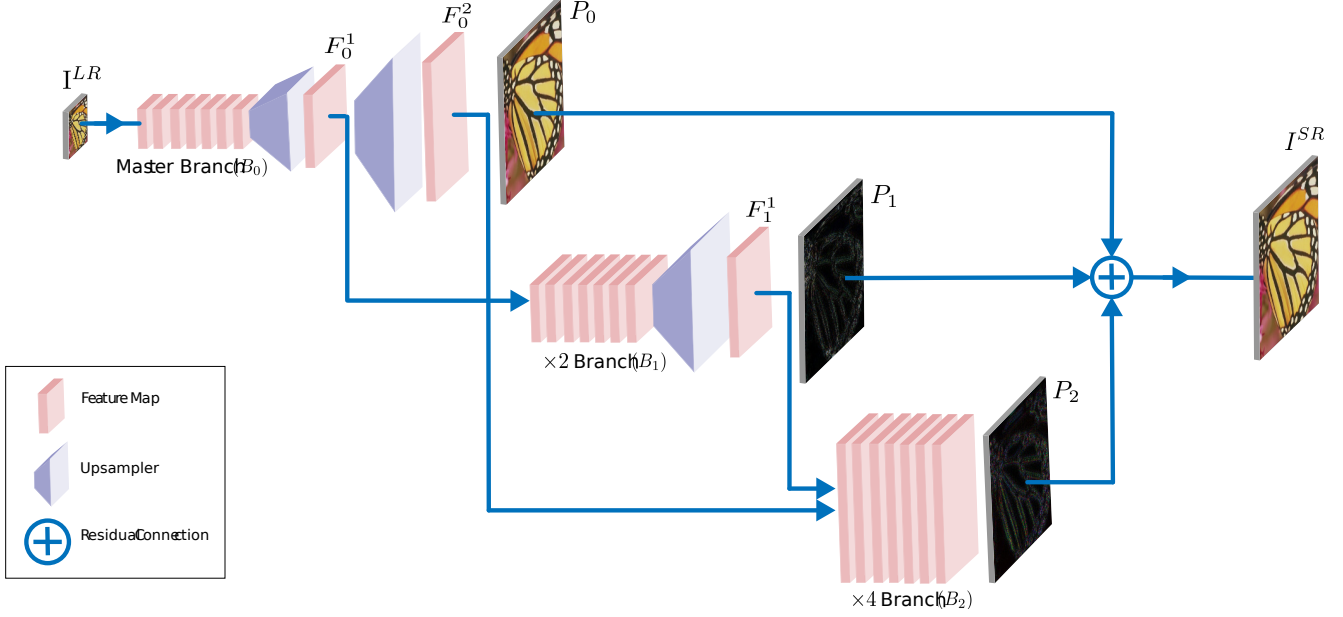 I^{LR}
F_0^1
F_0^2
P_0
Master Branch (B_0)
I^{SR}
F_1^1
P_1
×2 Branch (B_1)
P_2
×4 Branch (B_2)
Feature Map
Upsampler
Residual Connection